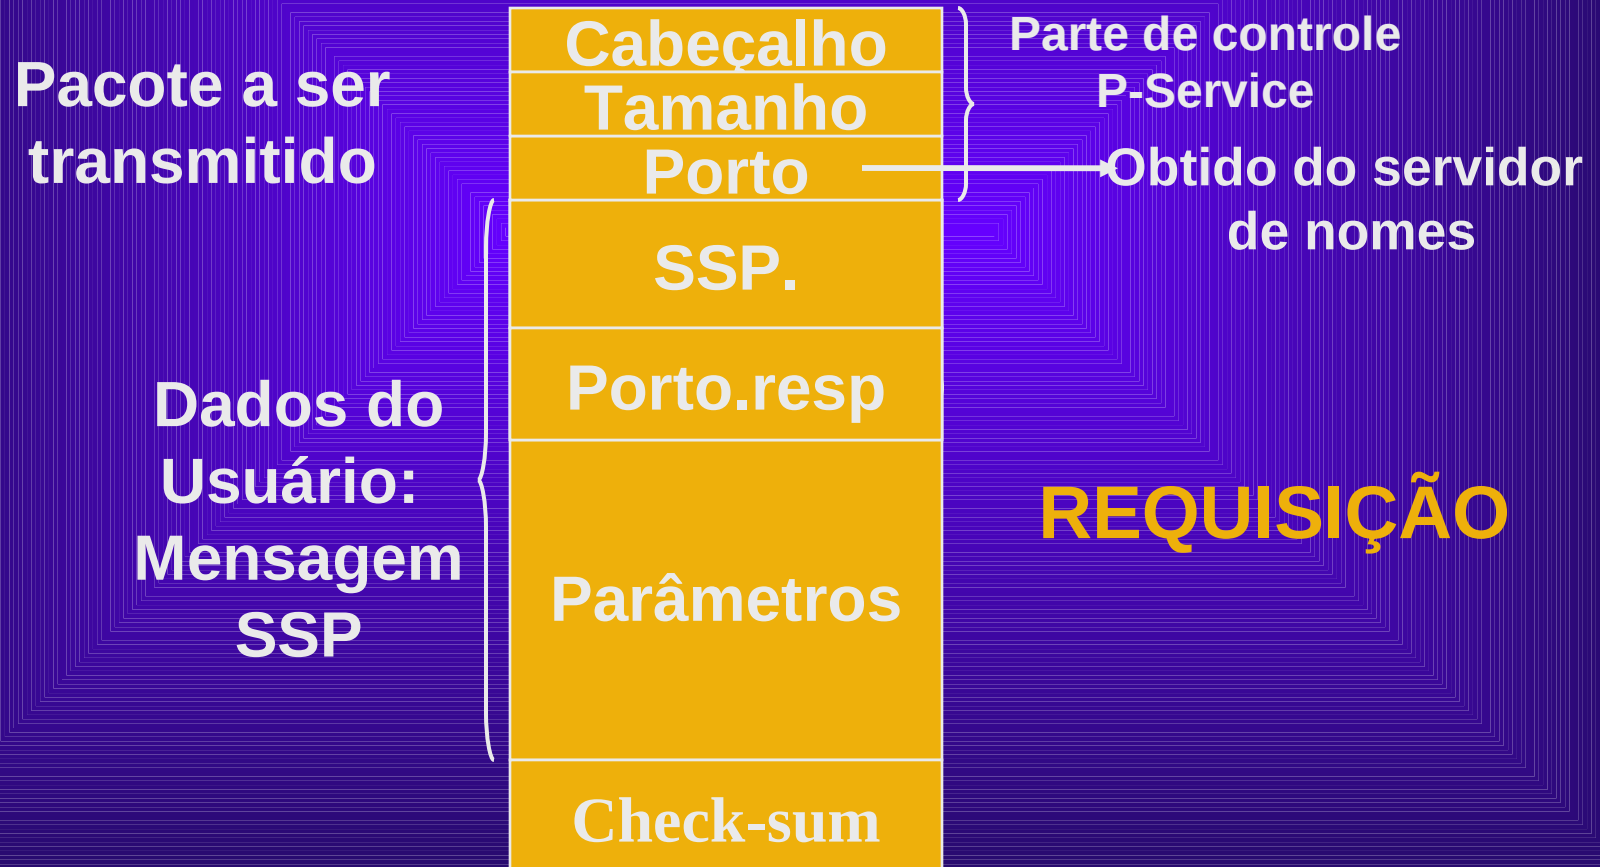 Pacote a ser
transmitido
Cabeçalho
Tamanho
Porto
SSP.
Porto.resp
Parâmetros
Check-sum
Parte de controle
P-Service
Obtido do servidor
de nomes
Dados do
Usuário:
Mensagem
SSP
REQUISIÇÃO